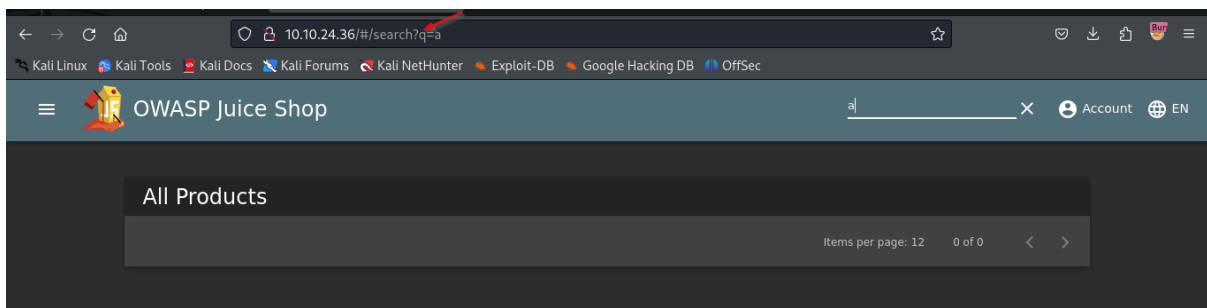 10.10.24.36/#/search?q=a
Kali Linux Kali Tools Kali Docs Kali Forums Kali NetHunter Exploit-DB Google Hacking DB OffSec
OWASP Juice Shop a Account EN
All Products
Items per page: 12 0 of 0